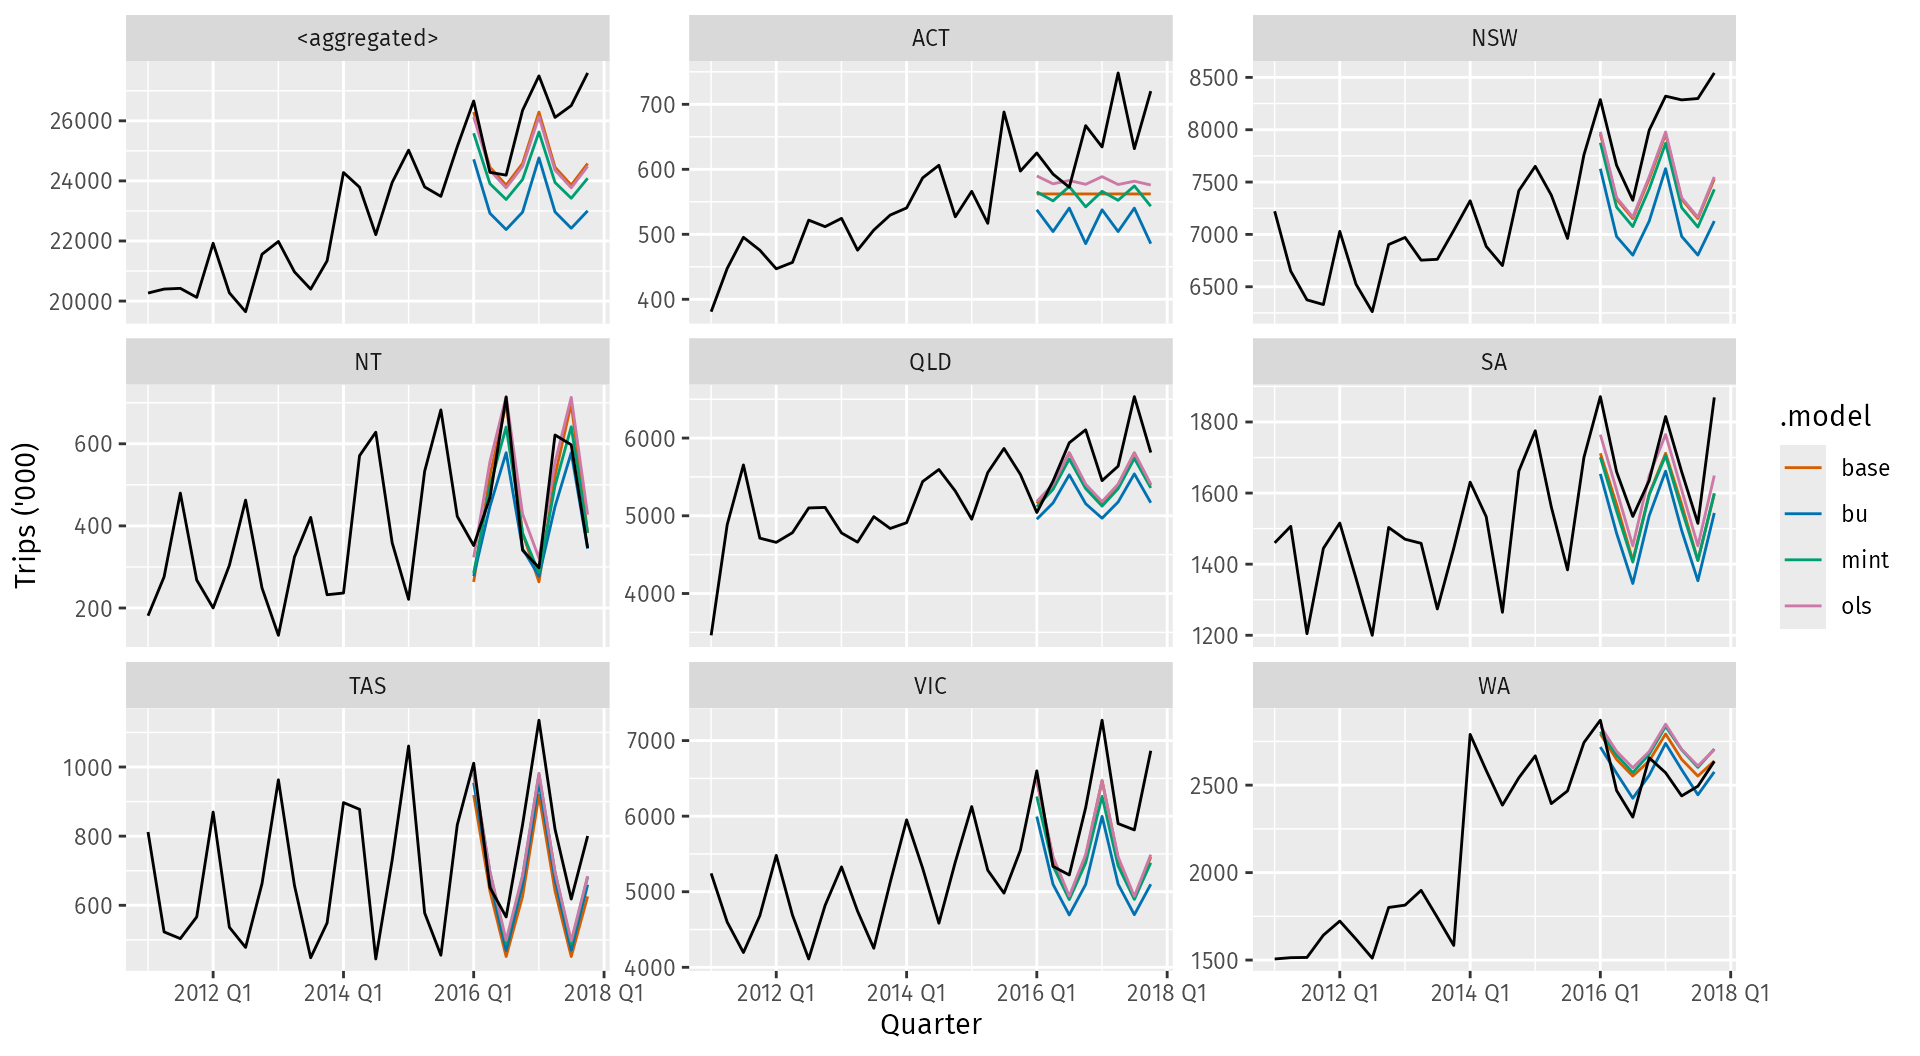 <aggregated>
ACT
NSW
26000
24000
22000
20000
700
600
500
400
8500
8000
7500
7000
6500
NT
QLD
SA
600
400
200
6000
5000
4000
1800
1600
1400
1200
TAS
VIC
WA
1000
800
600
7000
6000
5000
4000
2500
2000
1500
2012 Q1 2014 Q1 2016 Q1 2018 Q1
2012 Q1 2014 Q1 2016 Q1 2018 Q1
2012 Q1 2014 Q1 2016 Q1 2018 Q1
Quarter
Trips ('000)
.model
base
bu
mint
ols